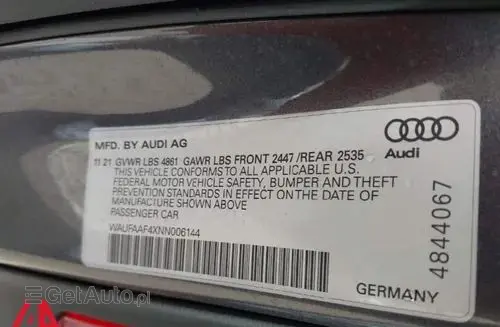 MFD. BY AUDI AG
11 21 GVWR LBS 4861 GAWR LBS FRONT 2447 /REAR 2535
THIS VEHICLE CONFORMS TO ALL APPLICABLE U.S.
FEDERAL MOTOR VEHICLE SAFETY, BUMPER AND THEFT
PREVENTION STANDARDS IN EFFECT ON THE DATE OF
MANUFACTURE SHOWN ABOVE.
PASSENGER CAR
WAUFAAF4XNN006144
Audi
4844067
GERMANY
GetAuto.pl